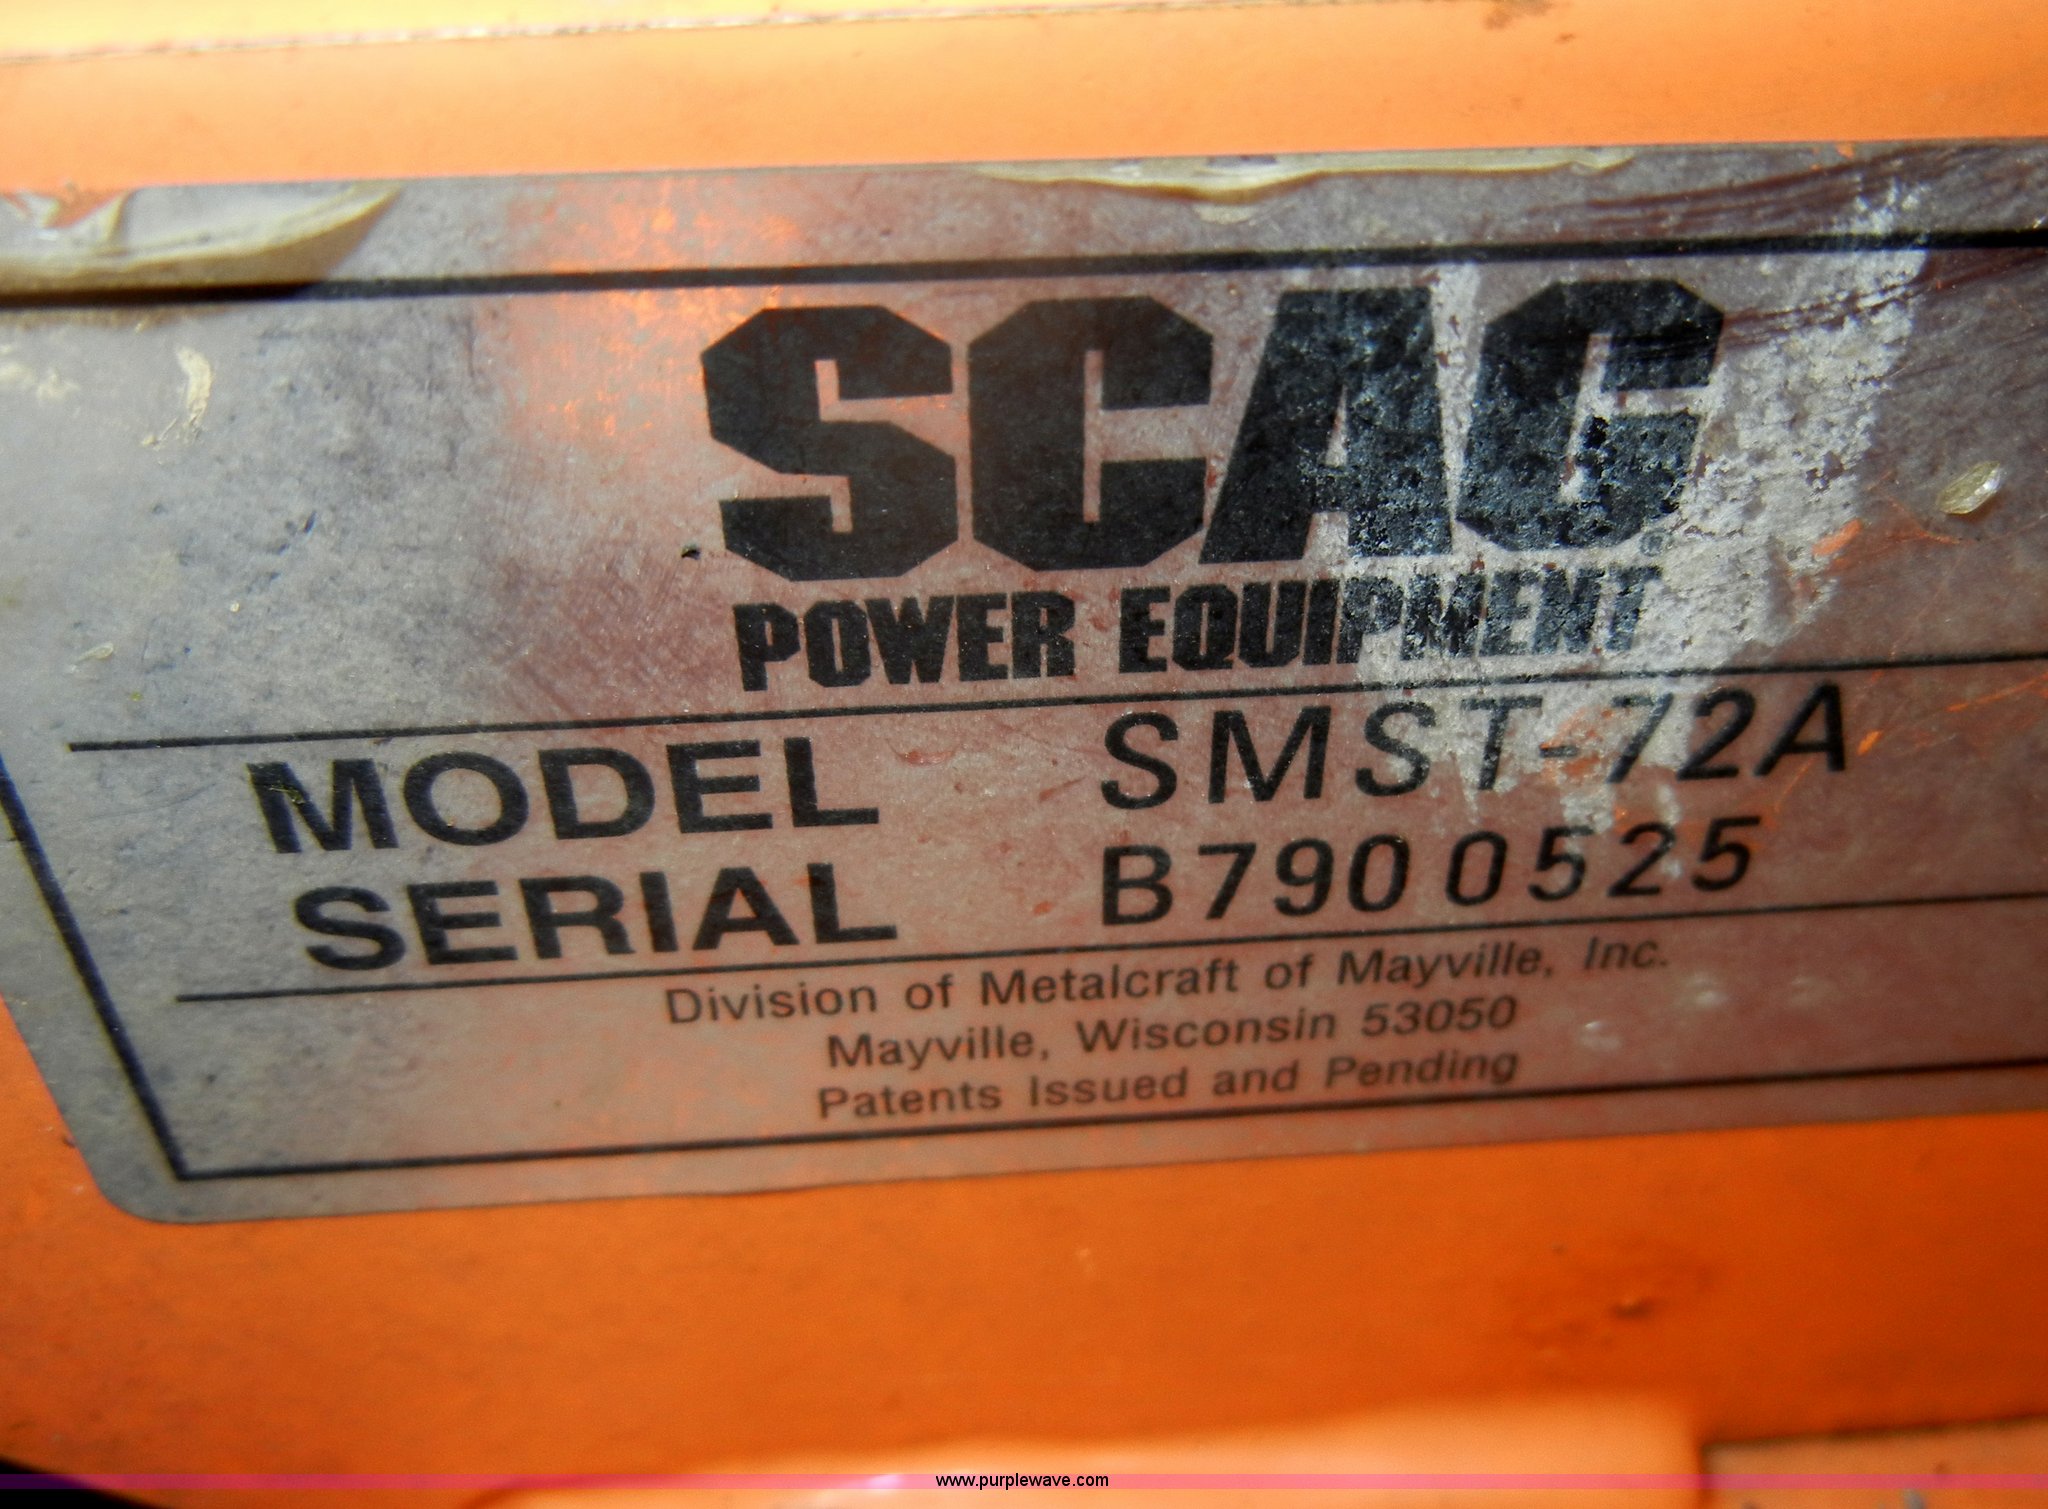 SCAG®
POWER EQUIPMENT
MODEL SMST-72A
SERIAL B7900525
Division of Metalcraft of Mayville, Inc.
Mayville, Wisconsin 53050
Patents Issued and Pending
www.purplewave.com